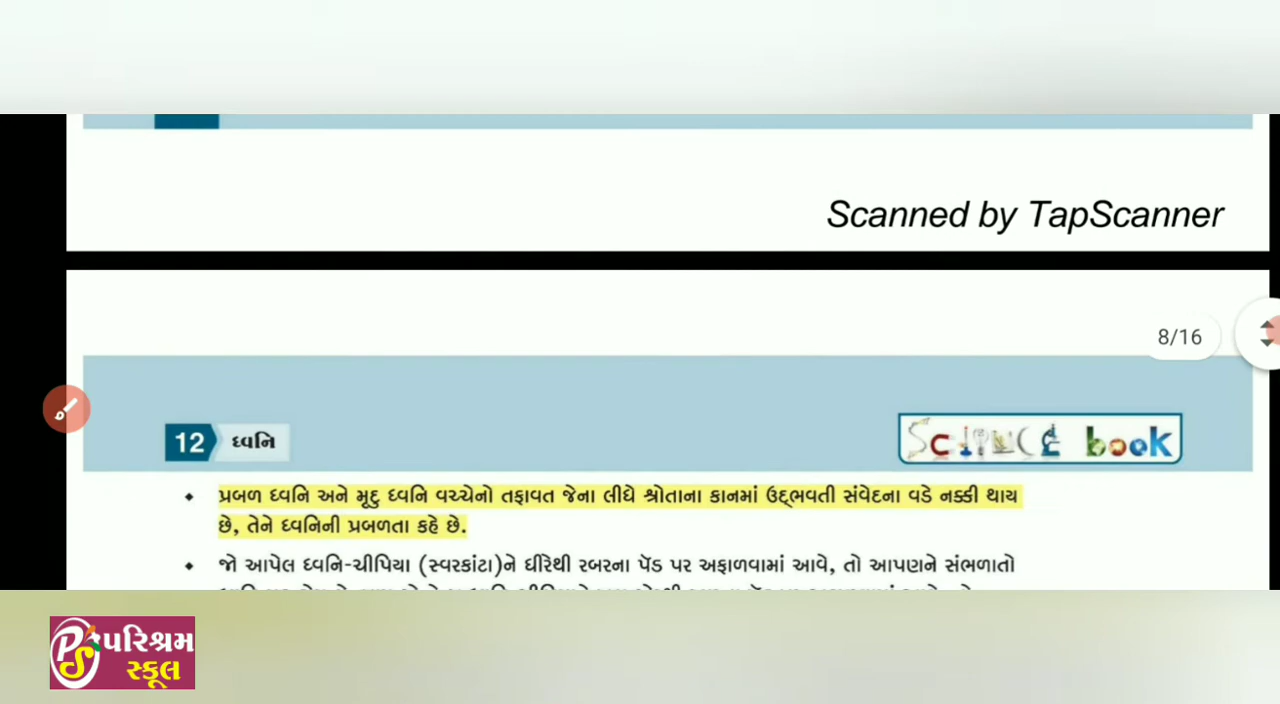 Scanned by TapScanner
8/16
12 ધ્વનિ
SCIENCE book
પ્રબળ ધ્વનિ અને મૃદુ ધ્વનિ વચ્ચેનો તફાવત જેના લીધે શ્રોતાના કાનમાં ઉદ્ભવતી સંવેદના વડે નક્કી થાય
છે, તેને ધ્વનિની પ્રબળતા કહે છે.
જો આપેલ ધ્વનિ-ચીપિયા (સ્વરકાંટા)ને ધીરેથી રબરના પૅડ પર અફાળવામાં આવે, તો આપણને સંભળાતો
PS પરિશ્રમ
સ્કૂલ